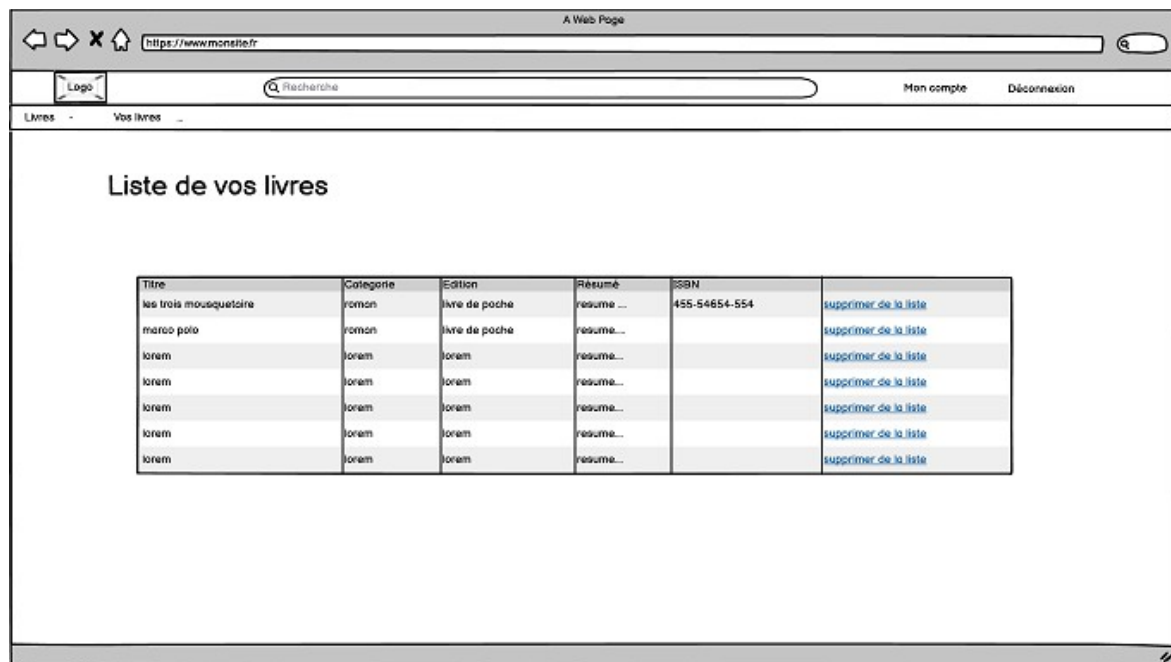 A Web Page
https://www.monsite.fr
Logo Recherche Mon compte Déconnexion
Livres - Vos livres ...
Liste de vos livres
Titre Categorie Edition Résumé ISBN
les trois mousquetaire roman livre de poche resume ... 455-54654-554 supprimer de la liste
marco polo roman livre de poche resume... supprimer de la liste
lorem lorem lorem resume... supprimer de la liste
lorem lorem lorem resume... supprimer de la liste
lorem lorem lorem resume... supprimer de la liste
lorem lorem lorem resume... supprimer de la liste
lorem lorem lorem resume... supprimer de la liste